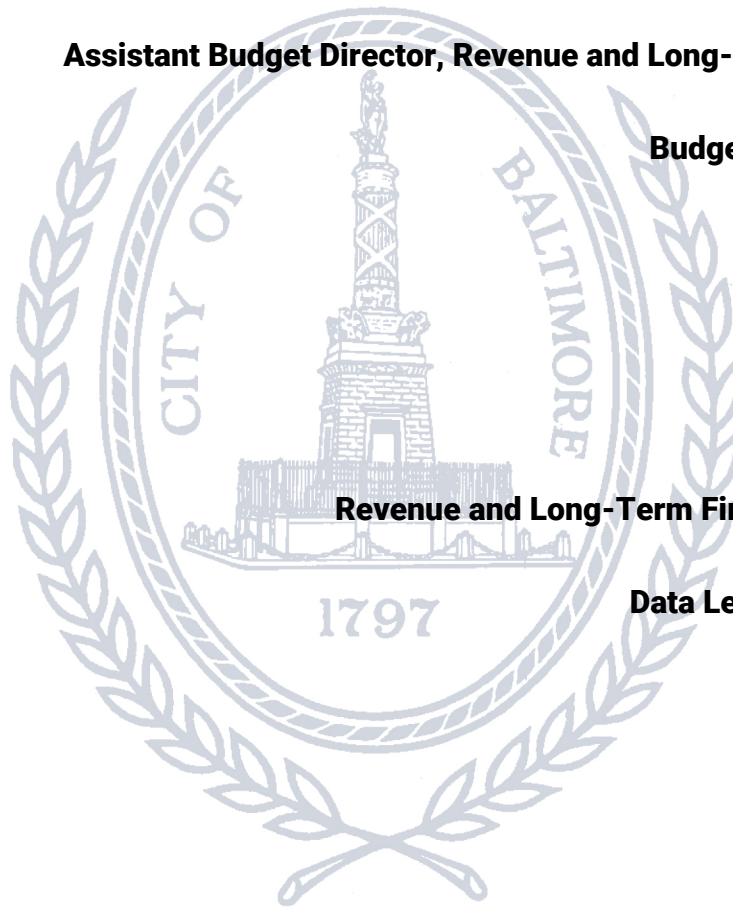 Assistant Budget Director, Revenue and Long-
Budge
CITY OF BALTIMORE
Revenue and Long-Term Fi
1797
Data Le